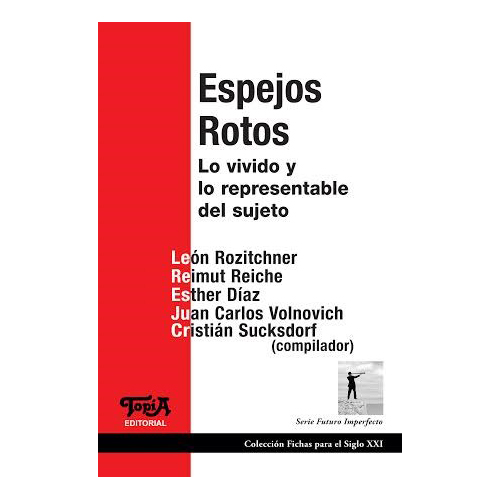 Espejos
Rotos
Lo vivido y
lo representable
del sujeto
León Rozitchner
Reimut Reiche
Esther Díaz
Juan Carlos Volnovich
Cristián Sucksdorf
(compilador)
Topía
EDITORIAL
Serie Futuro Imperfecto
Colección Fichas para el Siglo XXI